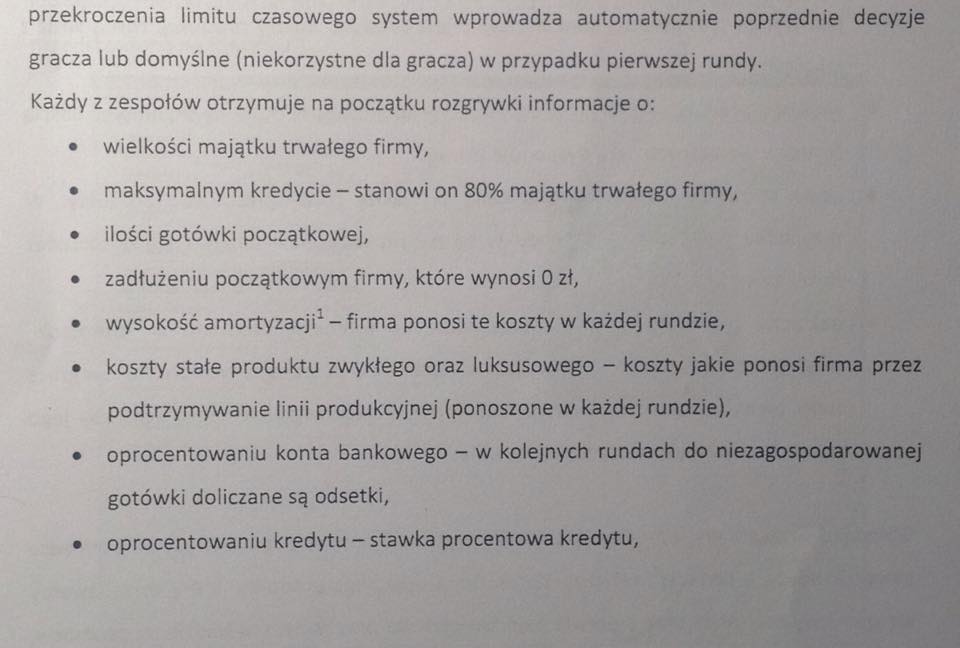 przekroczenia limitu czasowego system wprowadza automatycznie poprzednie decyzje
gracza lub domyślne (niekorzystne dla gracza) w przypadku pierwszej rundy.
Każdy z zespołów otrzymuje na początku rozgrywki informacje o:
• wielkości majątku trwałego firmy,
• maksymalnym kredycie – stanowi on 80% majątku trwałego firmy,
• ilości gotówki początkowej,
• zadłużeniu początkowym firmy, które wynosi 0 zł,
• wysokość amortyzacji¹ – firma ponosi te koszty w każdej rundzie,
• koszty stałe produktu zwykłego oraz luksusowego – koszty jakie ponosi firma przez
podtrzymywanie linii produkcyjnej (ponoszone w każdej rundzie),
• oprocentowaniu konta bankowego – w kolejnych rundach do niezagospodarowanej
gotówki doliczane są odsetki,
• oprocentowaniu kredytu – stawka procentowa kredytu,